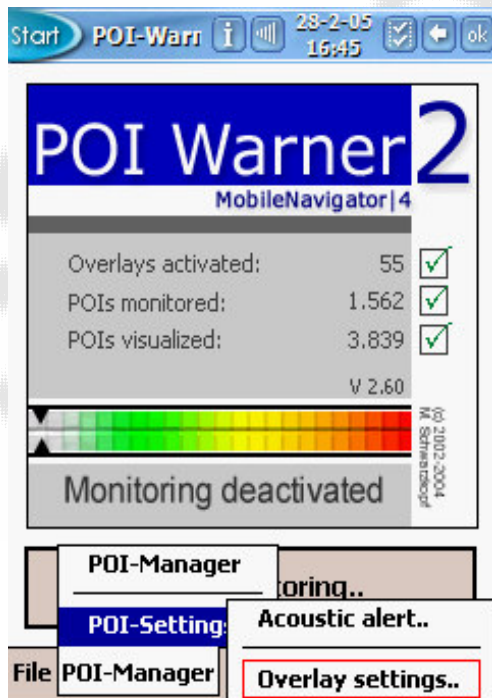 Start POI-Warr 28-2-05 ok
16:45
POI Warner 2
MobileNavigator|4
Overlays activated: 55
POIs monitored: 1.562
POIs visualized: 3.839
V 2.60
(c) 2002-2004
M. Schwarzkopf
Monitoring deactivated
POI-Manager
toring..
POI-Setting
Acoustic alert..
File POI-Manager
Overlay settings..